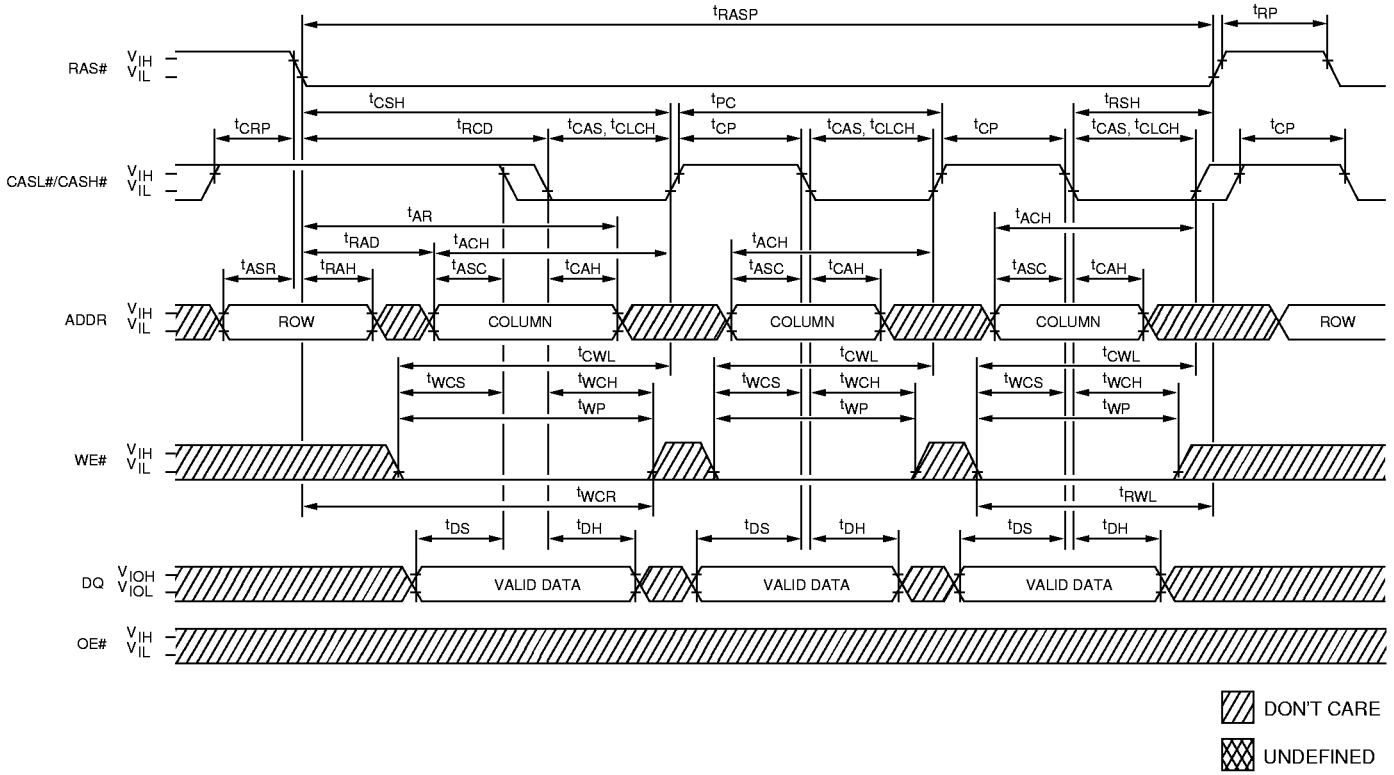 tRASP tRP
RAS# VIH
VIL
tCSH tPC tRSH
tCRP tRCD tCAS, tCLCH tCP tCAS, tCLCH tCP tCAS, tCLCH tCP
CASL#/CASH# VIH
VIL
tAR tACH
tRAD tACH tACH
tASR tRAH tASC tCAH tASC tCAH tASC tCAH
ADDR VIH
VIL
ROW COLUMN COLUMN COLUMN ROW
tCWL tCWL tCWL
tWCS tWCH tWCS tWCH tWCS tWCH
tWP tWP tWP
WE# VIH
VIL
tWCR tRWL
tDS tDH tDS tDH tDS tDH
DQ VIOH
VIOL
VALID DATA VALID DATA VALID DATA
OE# VIH
VIL
DON'T CARE
UNDEFINED